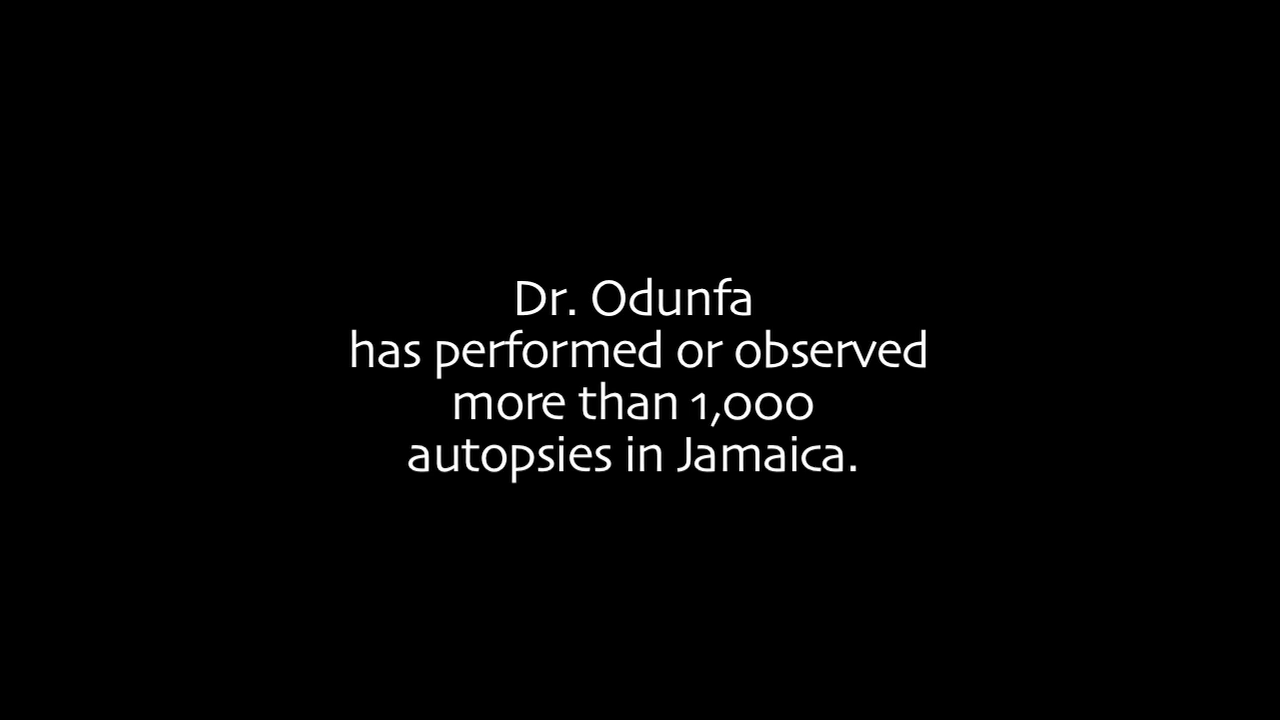 Dr. Odunfa
has performed or observed
more than 1,000
autopsies in Jamaica.